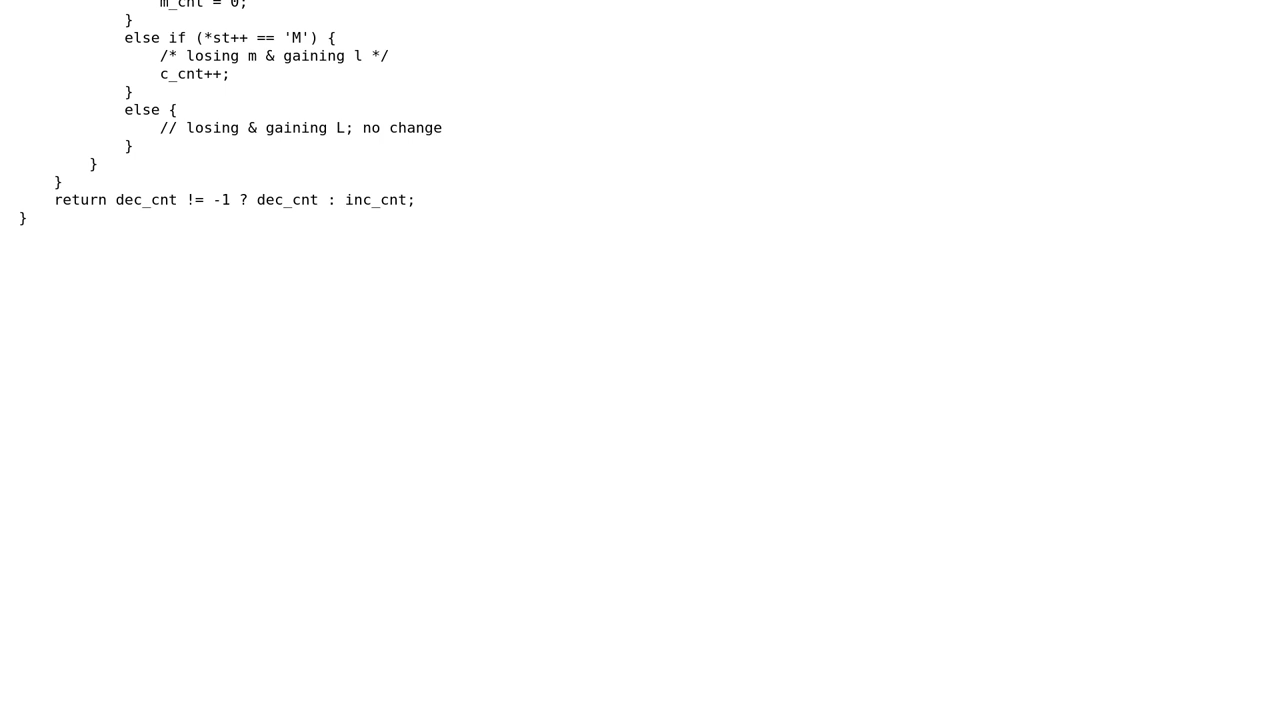 m_cnt = 0;
            }
            else if (*st++ == 'M') {
                /* losing m & gaining l */
                c_cnt++;
            }
            else {
                // losing & gaining L; no change
            }
        }
    }
    return dec_cnt != -1 ? dec_cnt : inc_cnt;
}